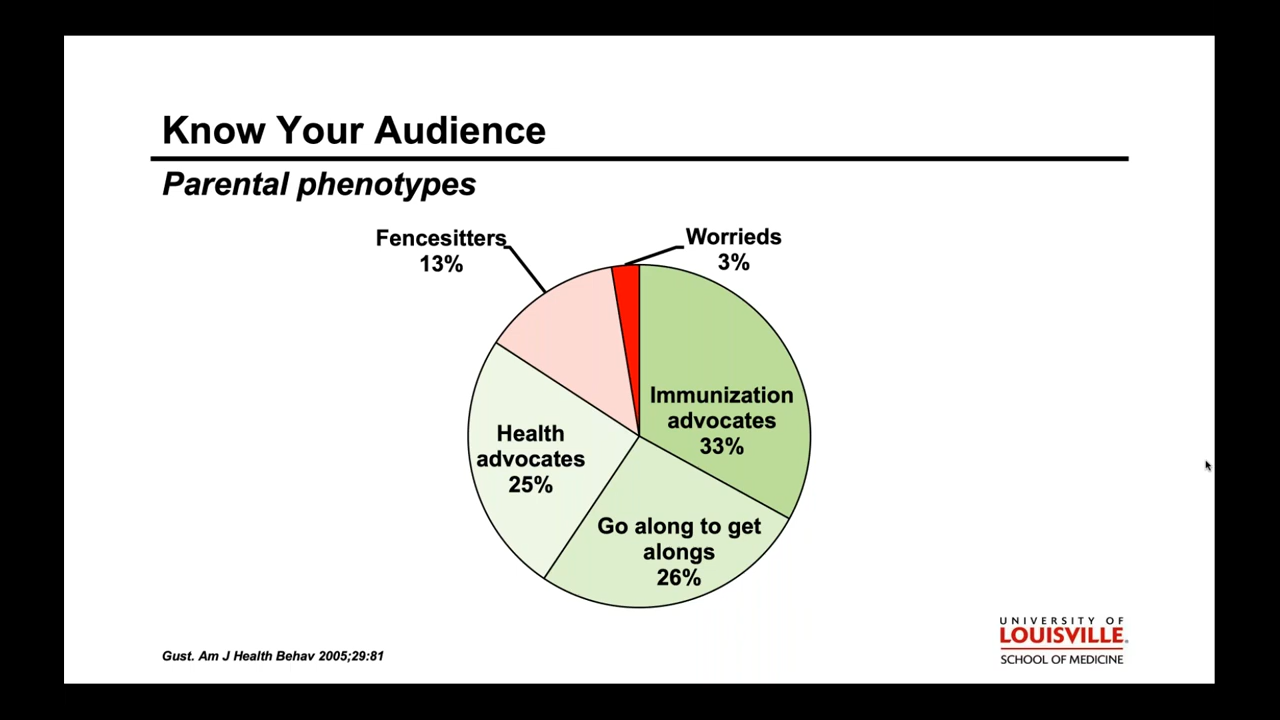 Know Your Audience
Parental phenotypes
Fencesitters
13%
Worrieds
3%
Immunization
advocates
33%
Health
advocates
25%
Go along to get
alongs
26%
Gust. Am J Health Behav 2005;29:81
UNIVERSITY OF
LOUISVILLE.
SCHOOL OF MEDICINE